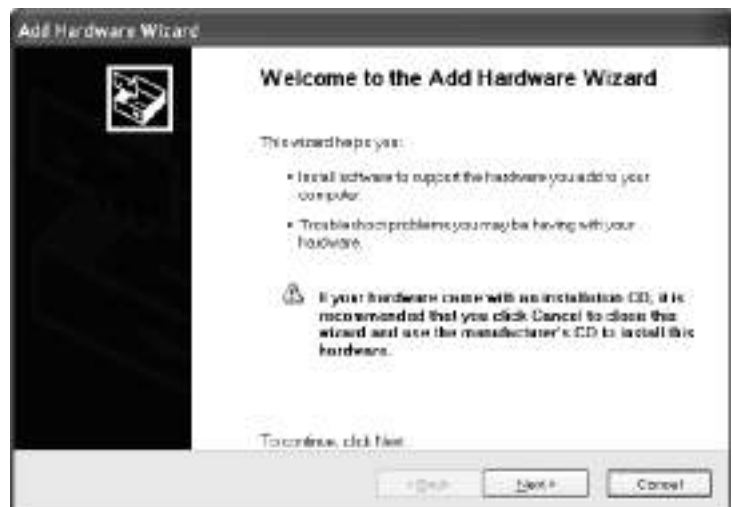 Add Hardware Wizard
Welcome to the Add Hardware Wizard
This wizard helps you:
• Install software to support the hardware you add to your
computer.
• Troubleshoot problems you may be having with your
hardware.
If your hardware came with an installation CD, it is
recommended that you click Cancel to close this
wizard and use the manufacturer's CD to install this
hardware.
To continue, click Next.
< Back
Next >
Cancel